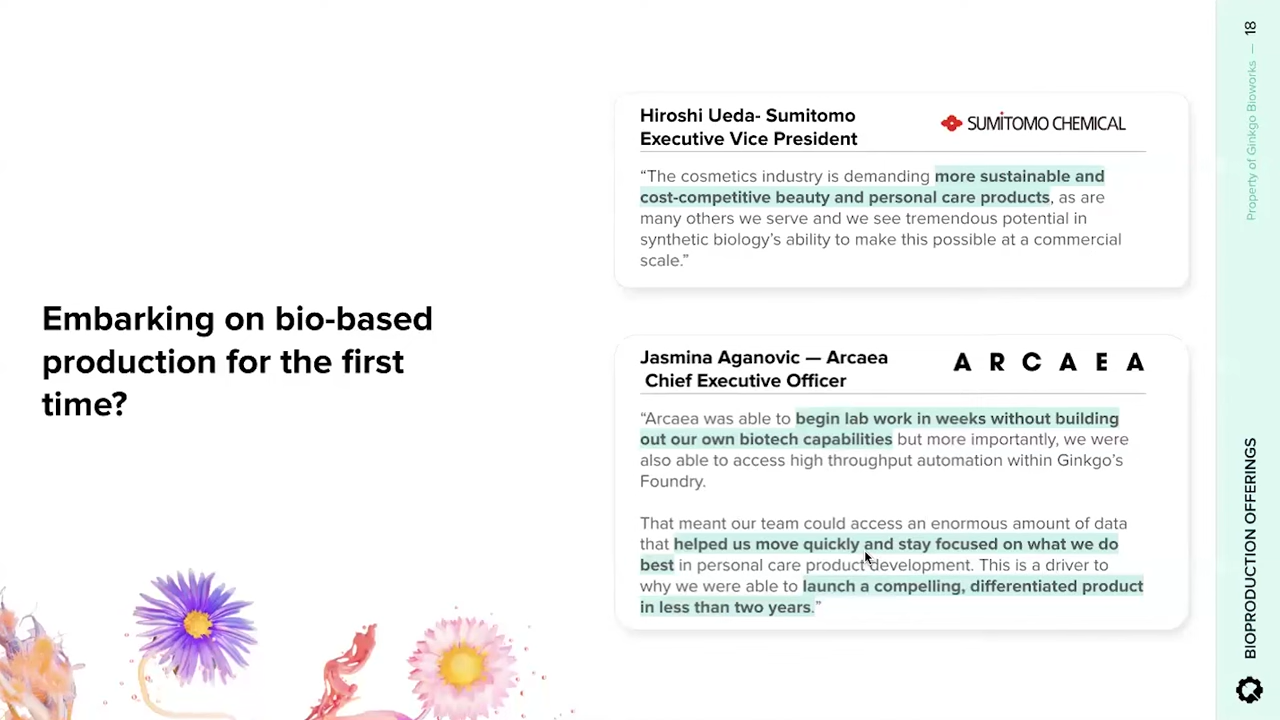 Embarking on bio-based
production for the first
time?
Hiroshi Ueda- Sumitomo
Executive Vice President
SUMITOMO CHEMICAL
“The cosmetics industry is demanding more sustainable and
cost-competitive beauty and personal care products, as are
many others we serve and we see tremendous potential in
synthetic biology’s ability to make this possible at a commercial
scale.”
Jasmina Aganovic — Arcaea
Chief Executive Officer
ARCAEA
“Arcaea was able to begin lab work in weeks without building
out our own biotech capabilities but more importantly, we were
also able to access high throughput automation within Ginkgo’s
Foundry.
That meant our team could access an enormous amount of data
that helped us move quickly and stay focused on what we do
best in personal care product development. This is a driver to
why we were able to launch a compelling, differentiated product
in less than two years.”
Property of Ginkgo Bioworks — 18
BIOPRODUCTION OFFERINGS